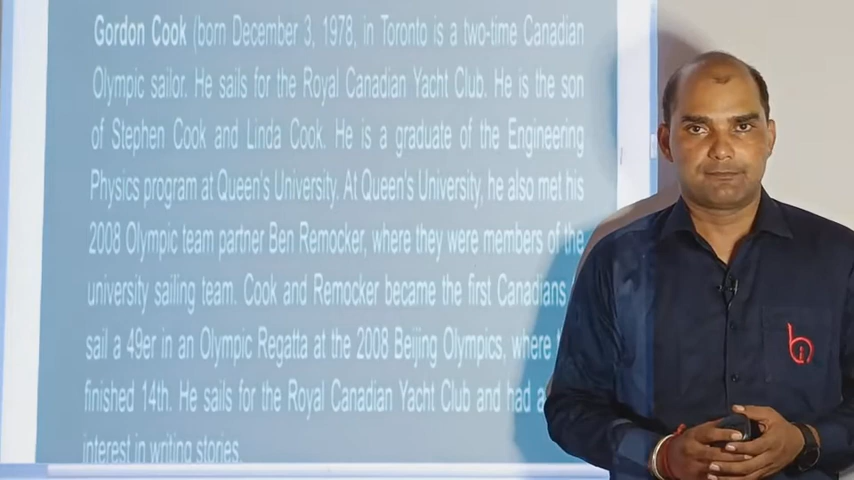 Gordon Cook (born December 3, 1978, in Toronto is a two-time Canadian
Olympic sailor. He sails for the Royal Canadian Yacht Club. He is the son
of Stephen Cook and Linda Cook. He is a graduate of the Engineering
Physics program at Queen's University. At Queen's University, he also met his
2008 Olympic team partner Ben Remocker, where they were members of the
university sailing team. Cook and Remocker became the first Canadians
sail a 49er in an Olympic Regatta at the 2008 Beijing Olympics, where
finished 14th. He sails for the Royal Canadian Yacht Club and had
interest in writing stories.